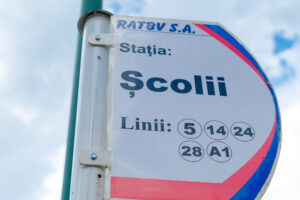 RATBV S.A.
Stația:
Școlii
Linii: 5 14 24
28 A1